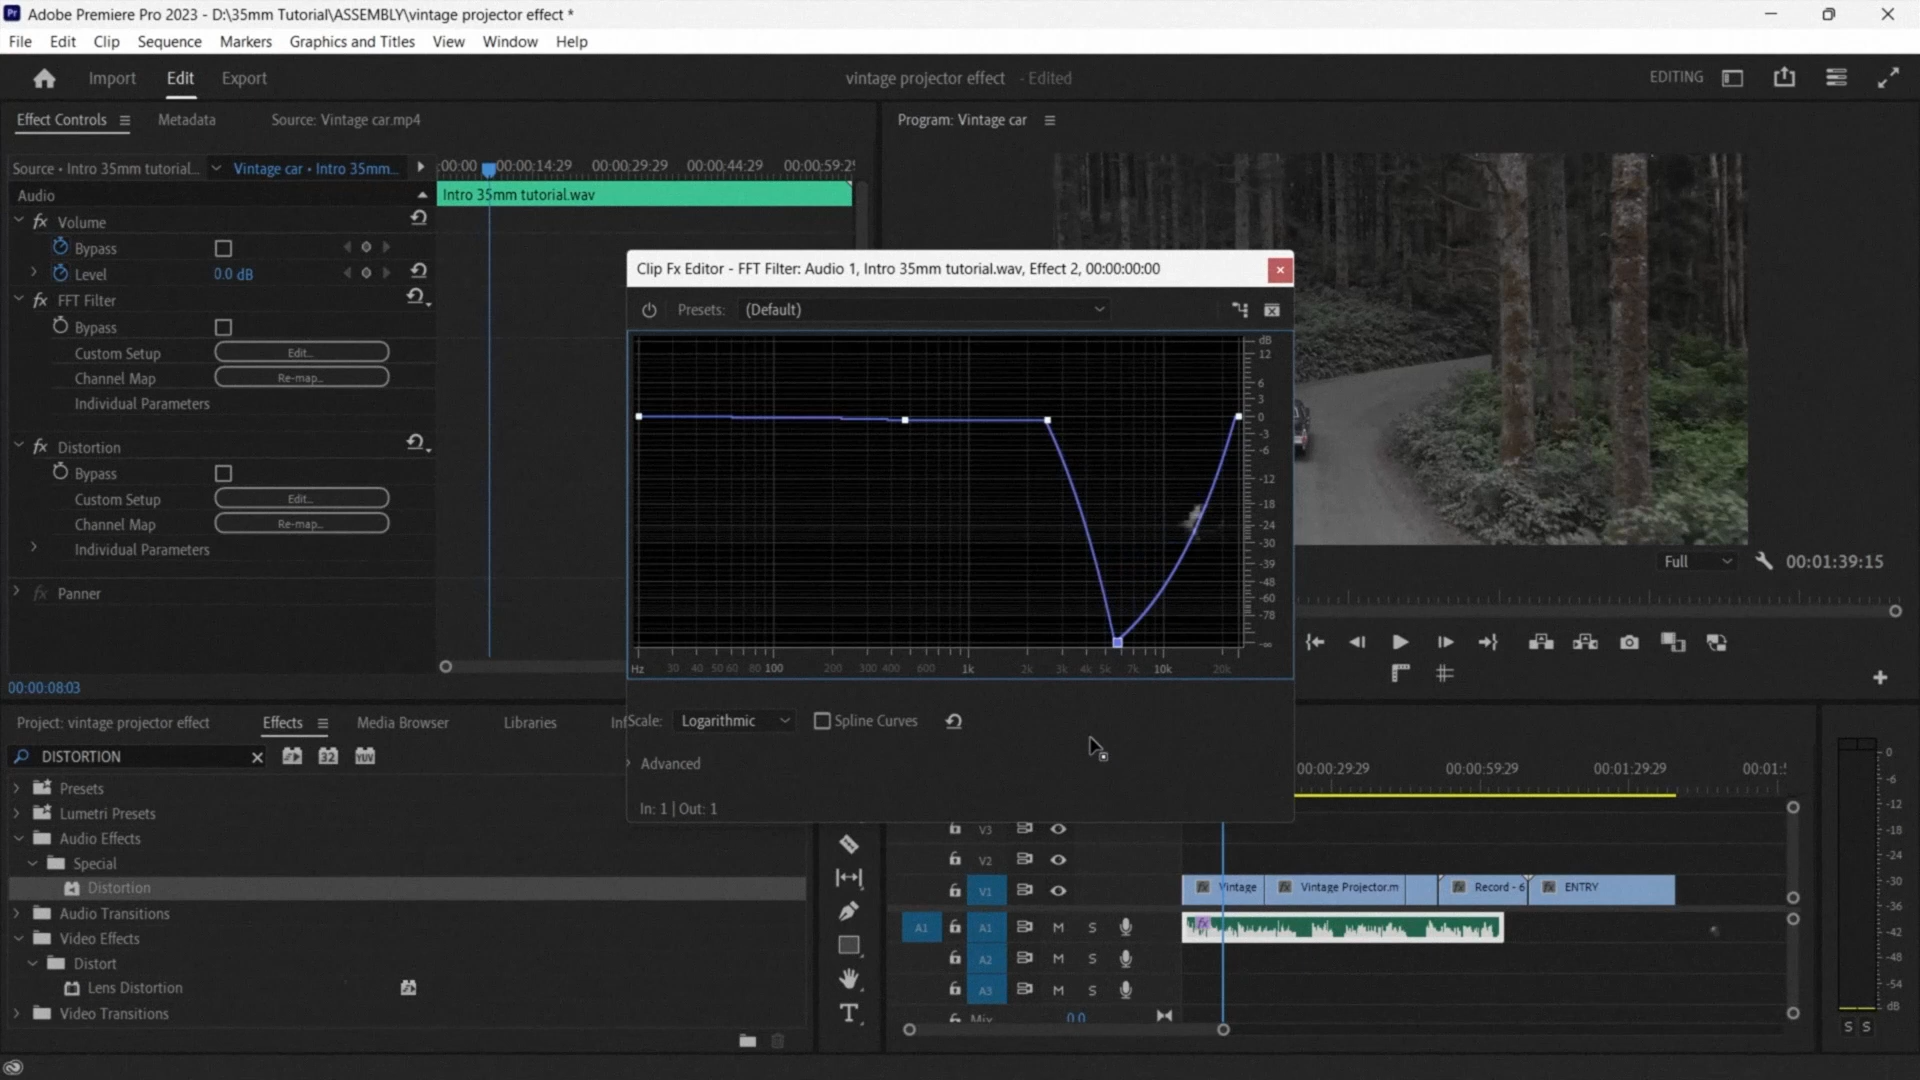 Adobe Premiere Pro 2023 - D:\35mm Tutorial\ASSEMBLY\vintage projector effect *
File Edit Clip Sequence Markers Graphics and Titles View Window Help
Import Edit Export
vintage projector effect - Edited
EDITING
Effect Controls Metadata Source: Vintage car.mp4
Program: Vintage car
Source • Intro 35mm tutorial... Vintage car • Intro 35mm...
:00:00 00:00:14:29 00:00:29:29 00:00:44:29 00:00:59:2
Audio
Intro 35mm tutorial.wav
fx Volume
Bypass
Level 0.0 dB
fx FFT Filter
Bypass
Custom Setup Edit...
Channel Map Re-map...
Individual Parameters
fx Distortion
Bypass
Custom Setup Edit...
Channel Map Re-map...
Individual Parameters
fx Panner
00:00:08:03
Clip Fx Editor - FFT Filter: Audio 1, Intro 35mm tutorial.wav, Effect 2, 00:00:00:00
Presets: (Default)
dB
12
6
3
0
-3
-6
-12
-18
-24
-30
-39
-48
-60
-78
-∞
Hz 30 40 50 60 80 100 200 300 400 600 1k 2k 3k 4k 5k 7k 10k 20k
Scale: Logarithmic Spline Curves
Advanced
In: 1 | Out: 1
Full 00:01:39:15
Project: vintage projector effect Effects Media Browser Libraries Inf
DISTORTION
32 YUV
Presets
Lumetri Presets
Audio Effects
Special
Distortion
Audio Transitions
Video Effects
Distort
Lens Distortion
Video Transitions
00:00:29:29 00:00:59:29 00:01:29:29 00:01:5
V3
V2
V1
fx Vintage fx Vintage Projector.m fx Record - 6 fx ENTRY
A1 A1 M S
fx
A2 M S
A3 M S
Mix 0.0
T
0
-6
-12
-18
-24
-30
-36
-42
-48
-54
dB
S S